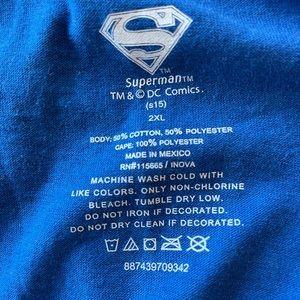 Superman™
TM & © DC Comics.
(s15)
2XL
BODY: 50% COTTON, 50% POLYESTER
CAPE: 100% POLYESTER
MADE IN MEXICO
RN#115665 / INOVA
MACHINE WASH COLD WITH
LIKE COLORS. ONLY NON-CHLORINE
BLEACH. TUMBLE DRY LOW.
DO NOT IRON IF DECORATED.
DO NOT DRY CLEAN IF DECORATED.
887439709342